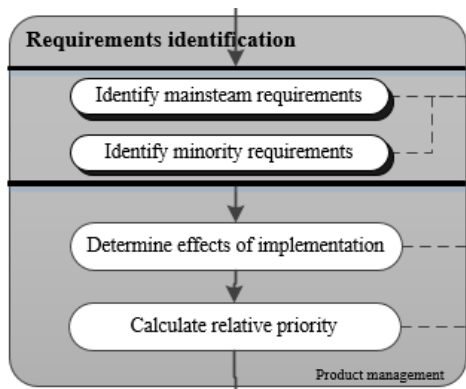 Requirements identification
Identify mainsteam requirements
Identify minority requirements
Determine effects of implementation
Calculate relative priority
Product management